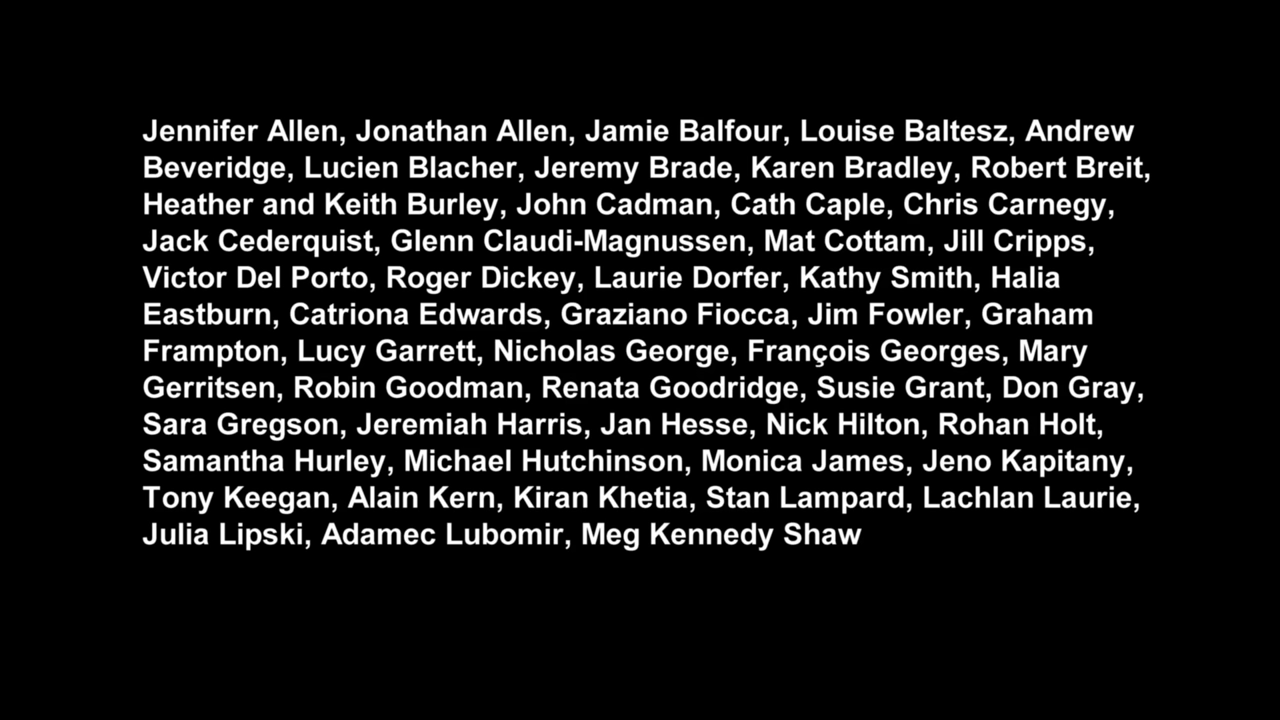 Jennifer Allen, Jonathan Allen, Jamie Balfour, Louise Baltesz, Andrew
Beveridge, Lucien Blacher, Jeremy Brade, Karen Bradley, Robert Breit,
Heather and Keith Burley, John Cadman, Cath Caple, Chris Carnegy,
Jack Cederquist, Glenn Claudi-Magnussen, Mat Cottam, Jill Cripps,
Victor Del Porto, Roger Dickey, Laurie Dorfer, Kathy Smith, Halia
Eastburn, Catriona Edwards, Graziano Fiocca, Jim Fowler, Graham
Frampton, Lucy Garrett, Nicholas George, François Georges, Mary
Gerritsen, Robin Goodman, Renata Goodridge, Susie Grant, Don Gray,
Sara Gregson, Jeremiah Harris, Jan Hesse, Nick Hilton, Rohan Holt,
Samantha Hurley, Michael Hutchinson, Monica James, Jeno Kapitany,
Tony Keegan, Alain Kern, Kiran Khetia, Stan Lampard, Lachlan Laurie,
Julia Lipski, Adamec Lubomir, Meg Kennedy Shaw